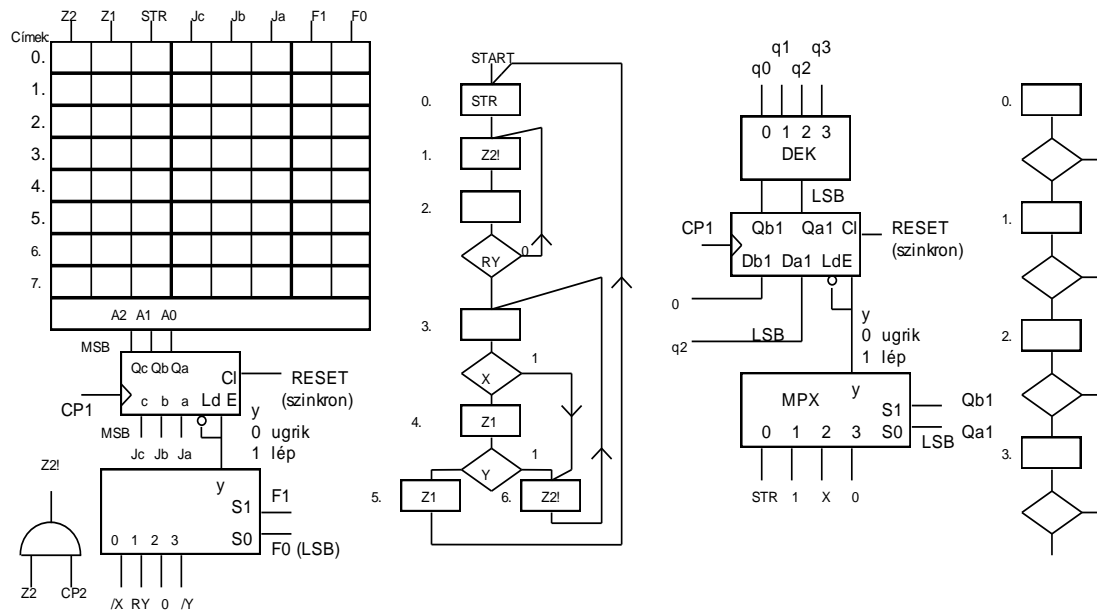 Z2 Z1 STR Jc Jb Ja F1 F0
Címek:
0.
1.
2.
3.
4.
5.
6.
7.
A2 A1 A0
MSB
Qc Qb Qa
Cl
RESET
(szinkron)
CP1
c b a Ld E
MSB
Jc Jb Ja
y
0 ugrik
1 lép
Z2!
y
S1
F1
S0
F0 (LSB)
0 1 2 3
Z2 CP2
/X RY 0 /Y
START
0.
STR
1.
Z2!
2.
RY
0
3.
X
1
4.
Z1
Y
1
5.
Z1
6.
Z2!
q1 q3
q0 q2
0 1 2 3
DEK
LSB
CP1
Qb1 Qa1 Cl
RESET
(szinkron)
Db1 Da1 LdE
0
q2
LSB
y
0 ugrik
1 lép
y
MPX
S1
Qb1
0 1 2 3
S0
LSB
Qa1
STR 1 X 0
0.
1.
2.
3.